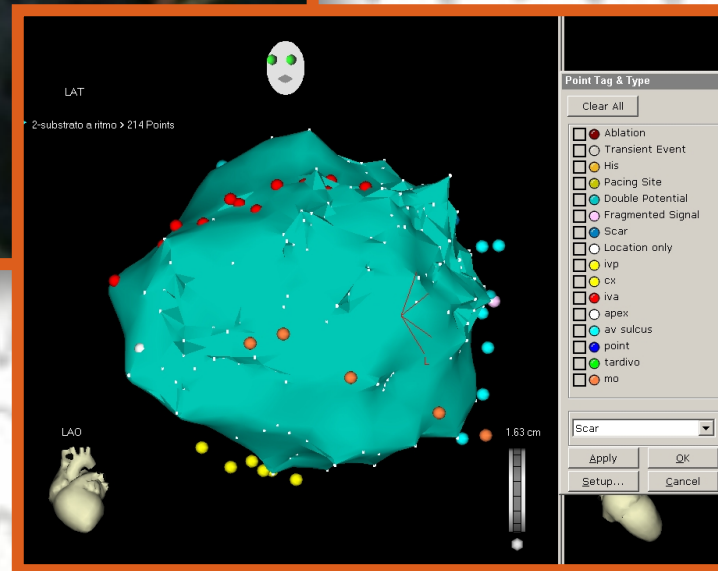 LAT
2-substrato a ritmo > 214 Points
LAO
L
1.63 cm
Point Tag & Type
Clear All
Ablation
Transient Event
His
Pacing Site
Double Potential
Fragmented Signal
Scar
Location only
ivp
cx
iva
apex
av sulcus
point
tardivo
mo
Scar
Apply
OK
Setup...
Cancel